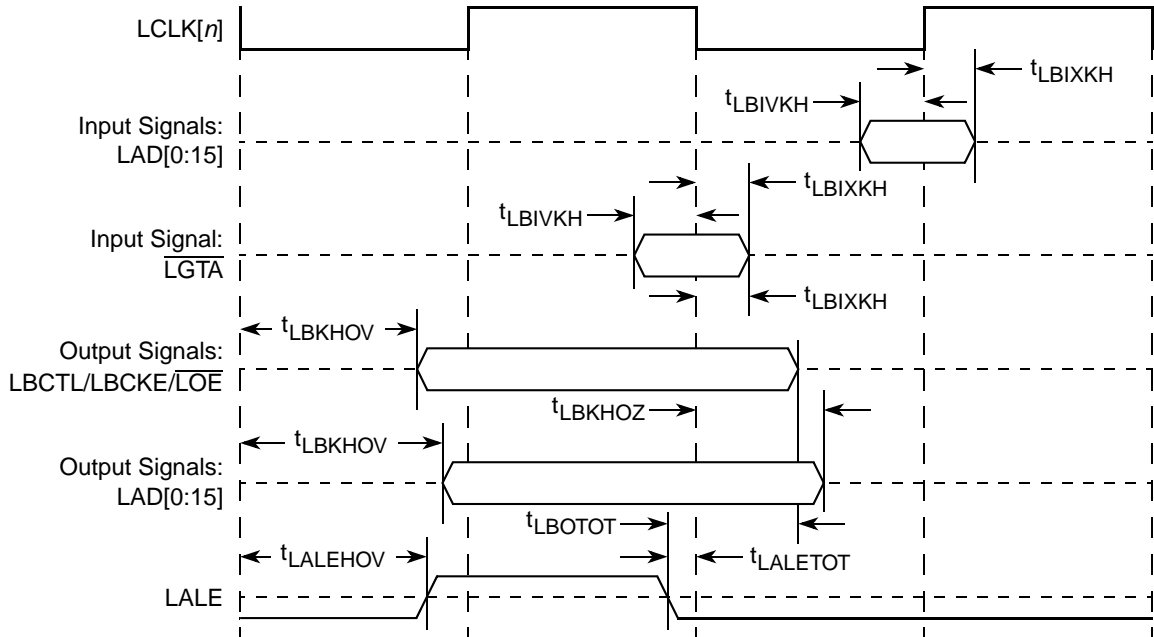 LCLK[n]
tLBIXKH
tLBIVKH
Input Signals:
LAD[0:15]
tLBIXKH
tLBIVKH
Input Signal:
LGTA
tLBIXKH
tLBKHOV
Output Signals:
LBCTL/LBCKE/LOE
tLBKHOZ
tLBKHOV
Output Signals:
LAD[0:15]
tLBOTOT
tLALEHOV
tLALETOT
LALE